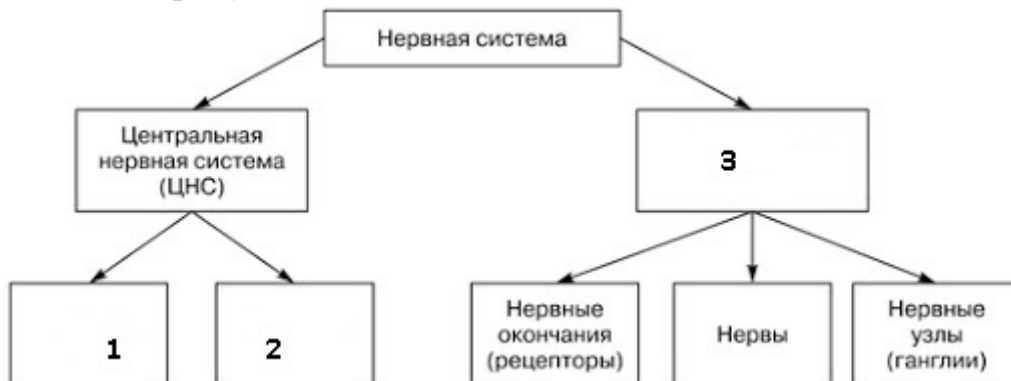 Нервная система
Центральная
нервная система
(ЦНС)
3
1
2
Нервные
окончания
(рецепторы)
Нервы
Нервные
узлы
(ганглии)